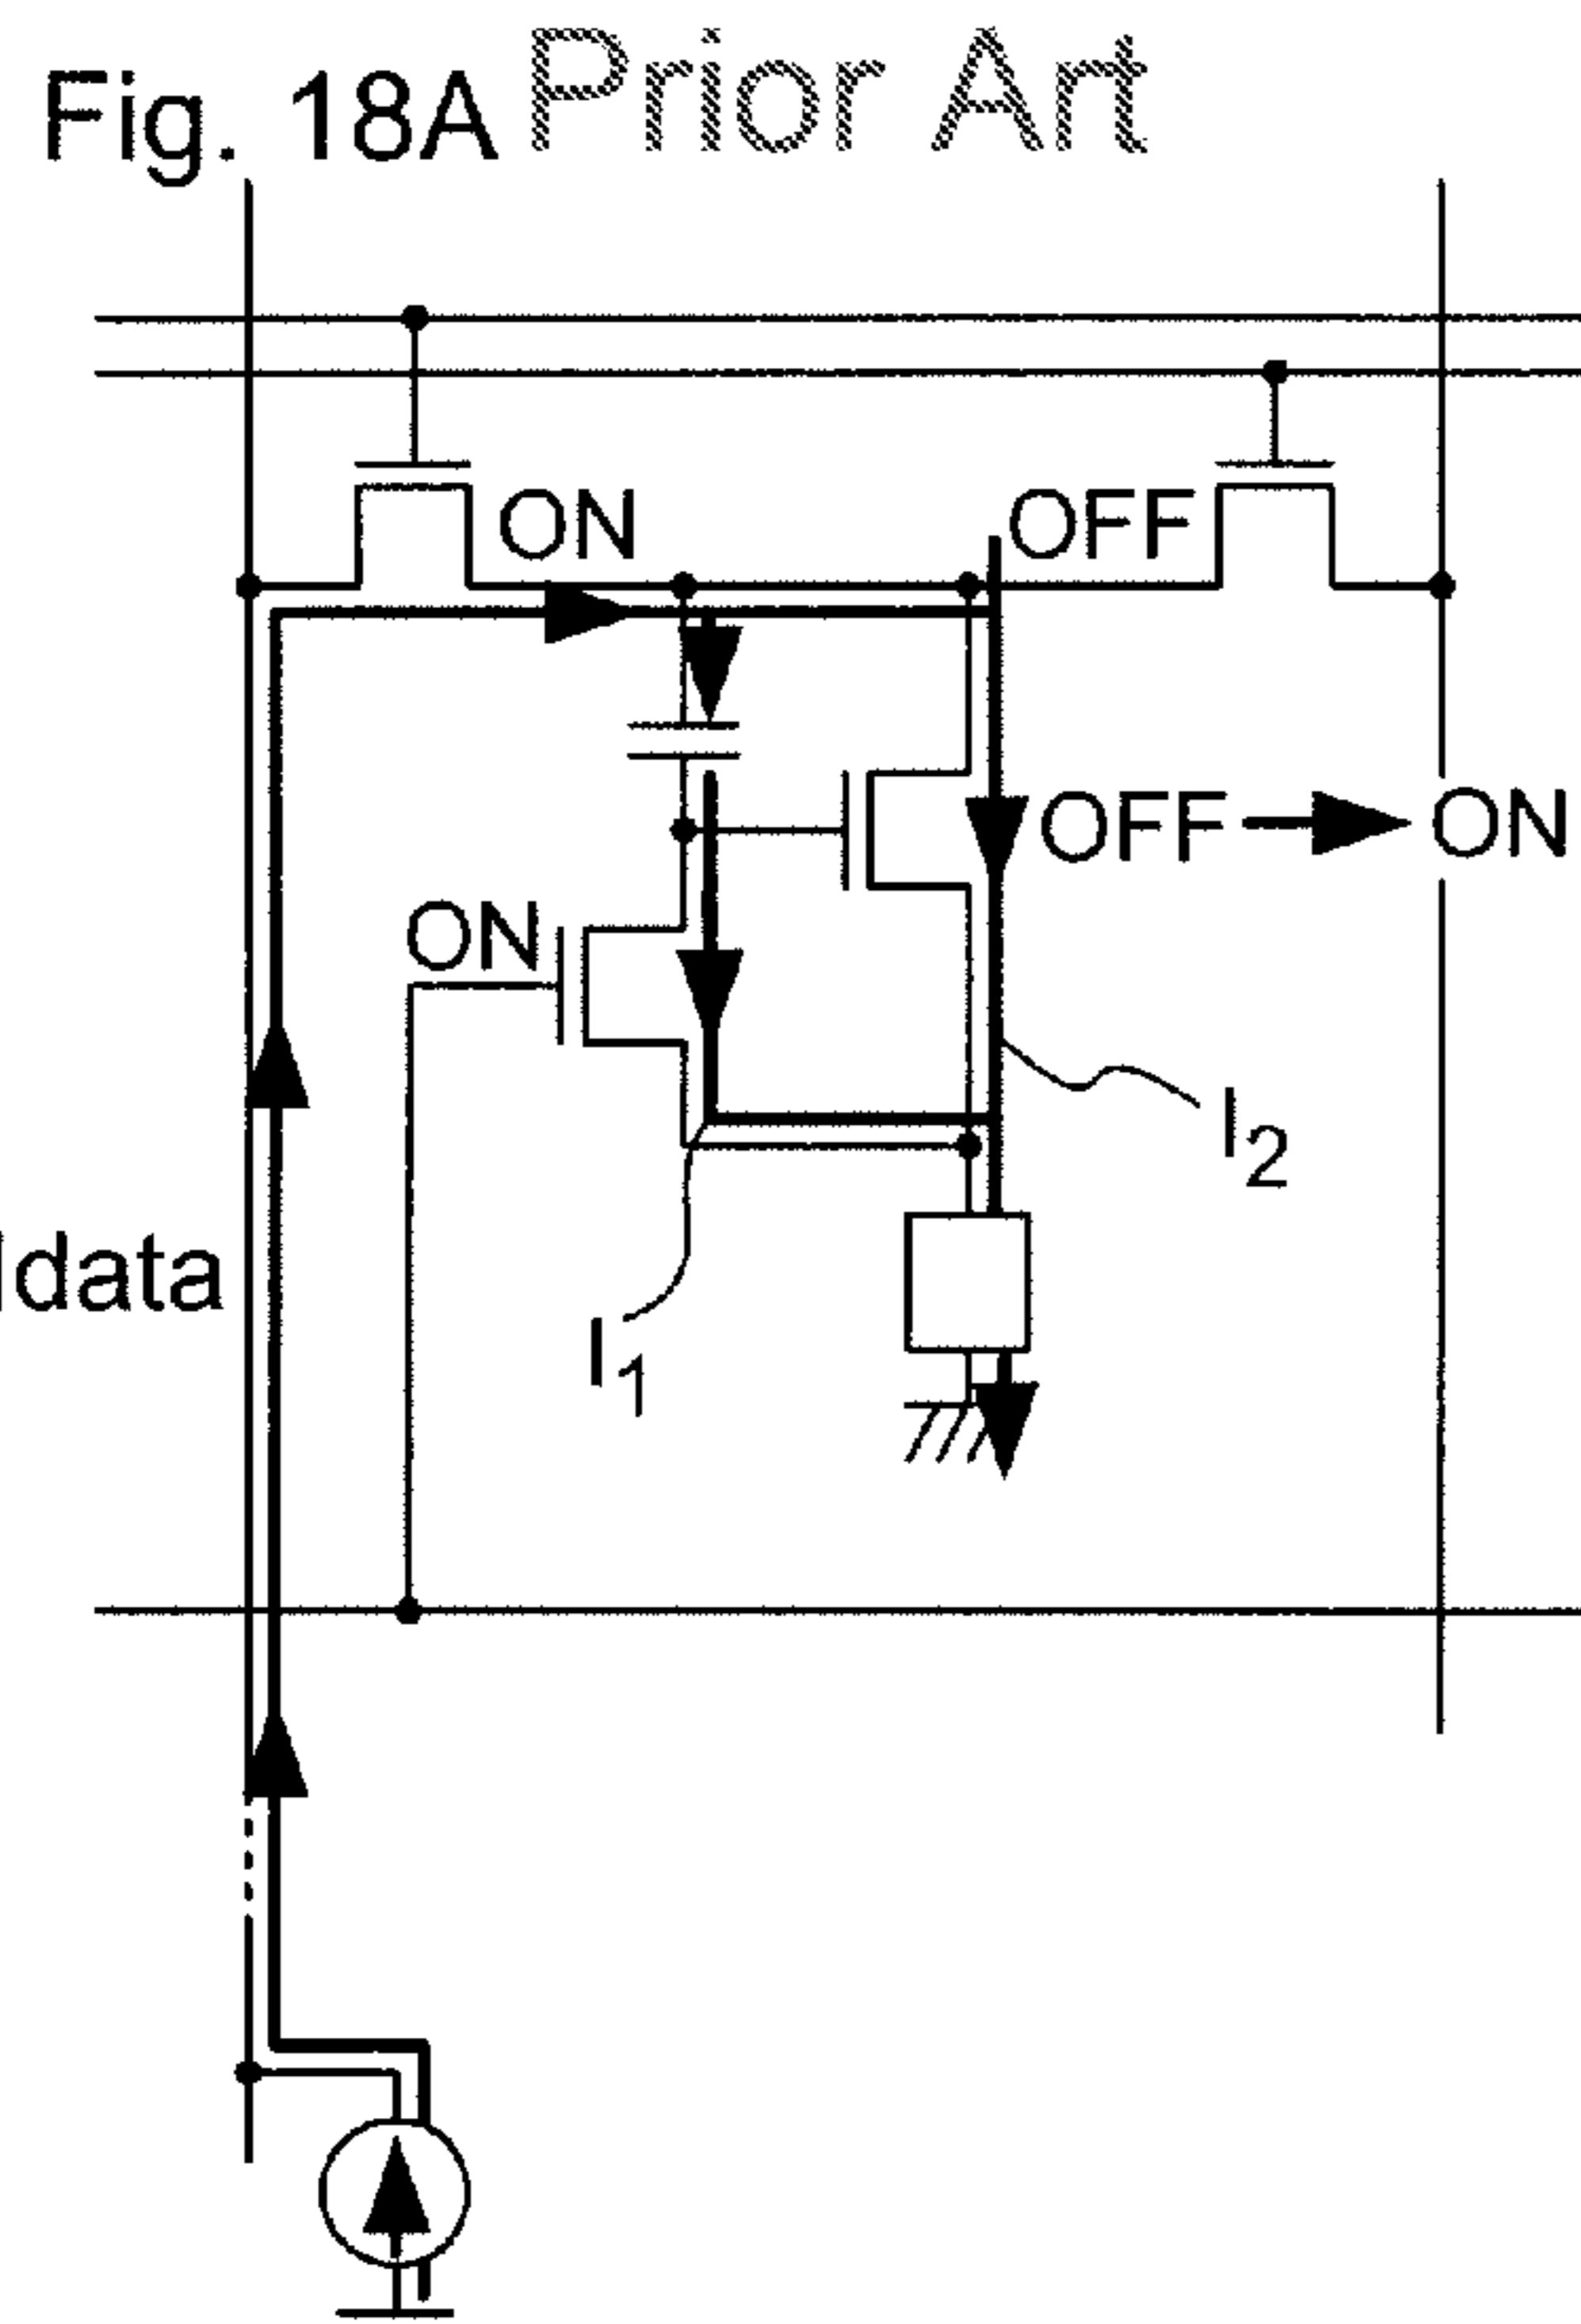 Fig. 18A Prior Art
ON
OFF
OFF
ON
ON
I2
Idata
I1